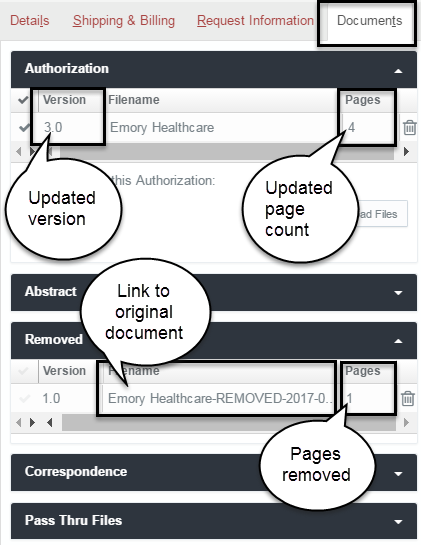 Details Shipping & Billing Request Information Documents
Authorization
Version Filename Pages
3.0 Emory Healthcare 4
this Authorization:
Updated
version
Updated
page
count
Files
Abstract
Link to
original
document
Removed
Version Pages
1.0 Emory Healthcare-REMOVED-2017-0... 1
Pages
removed
Correspondence
Pass Thru Files